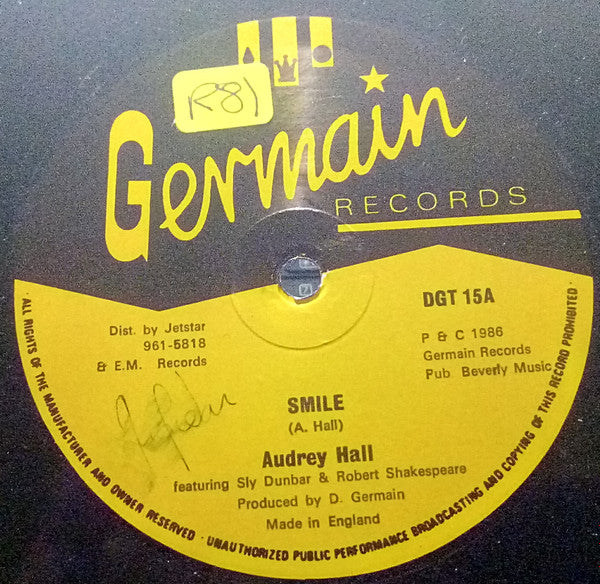 R81
Germain
RECORDS
DGT 15A
Dist. by Jetstar
961-5818
& E.M. Records
P & C 1986
Germain Records
Pub Beverly Music
SMILE
(A. Hall)
Audrey Hall
featuring Sly Dunbar & Robert Shakespeare
Produced by D. Germain
Made in England
· ALL RIGHTS OF THE MANUFACTURER AND OWNER RESERVED · UNAUTHORIZED PUBLIC PERFORMANCE BROADCASTING AND COPYING OF THIS RECORD PROHIBITED ·